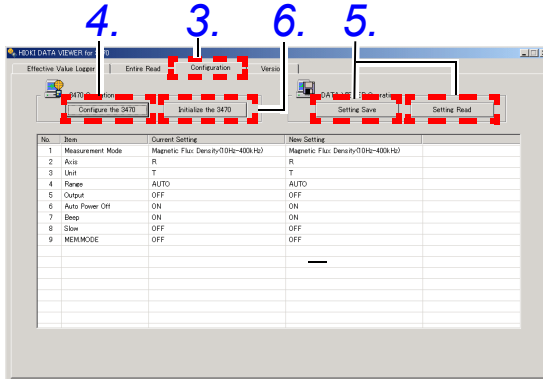 4. 3. 6. 5.
HIOKI DATA VIEWER for 3470
Effective Value Logger Entire Read Configuration Version
3470 Operation DATA VIEWER Operation
Configure the 3470 Initialize the 3470 Setting Save Setting Read
No. Item Current Setting New Setting
1 Measurement Mode Magnetic Flux Density(10Hz-400kHz) Magnetic Flux Density(10Hz-400kHz)
2 Axis R R
3 Unit T T
4 Range AUTO AUTO
5 Output OFF OFF
6 Auto Power Off ON ON
7 Beep ON ON
8 Slow OFF OFF
9 MEM.MODE OFF OFF